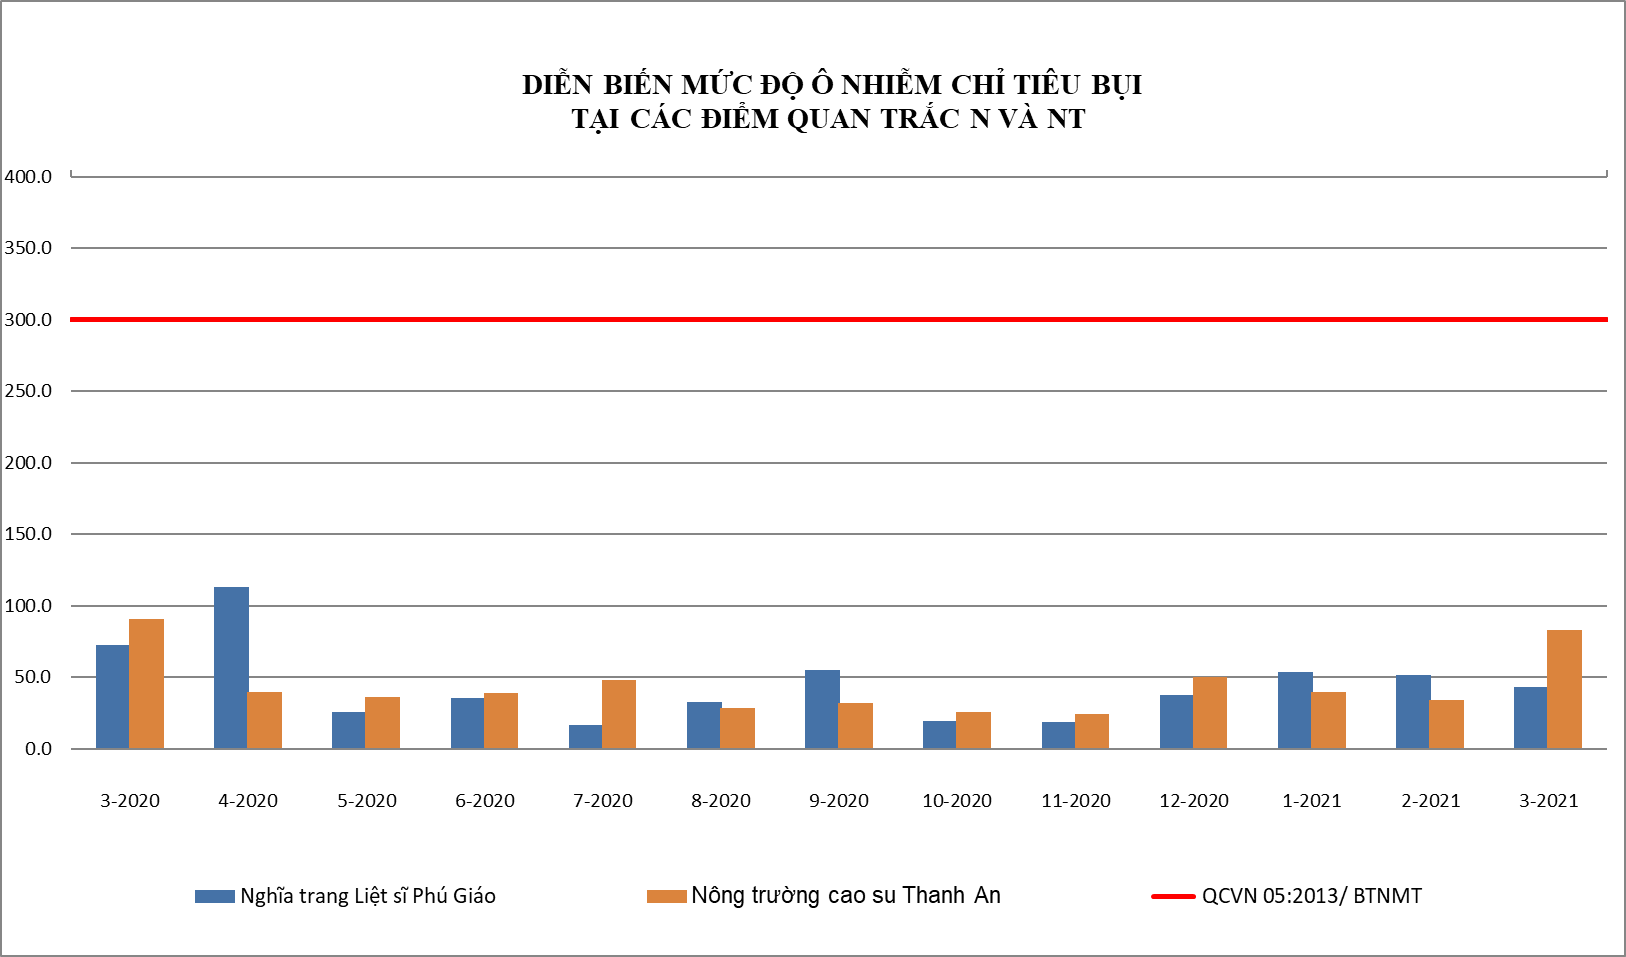 DIỄN BIẾN MỨC ĐỘ Ô NHIỄM CHỈ TIÊU BỤI
TẠI CÁC ĐIỂM QUAN TRẮC N VÀ NT
400.0
350.0
300.0
250.0
200.0
150.0
100.0
50.0
0.0
3-2020 4-2020 5-2020 6-2020 7-2020 8-2020 9-2020 10-2020 11-2020 12-2020 1-2021 2-2021 3-2021
Nghĩa trang Liệt sĩ Phú Giáo Nông trường cao su Thanh An QCVN 05:2013/ BTNMT